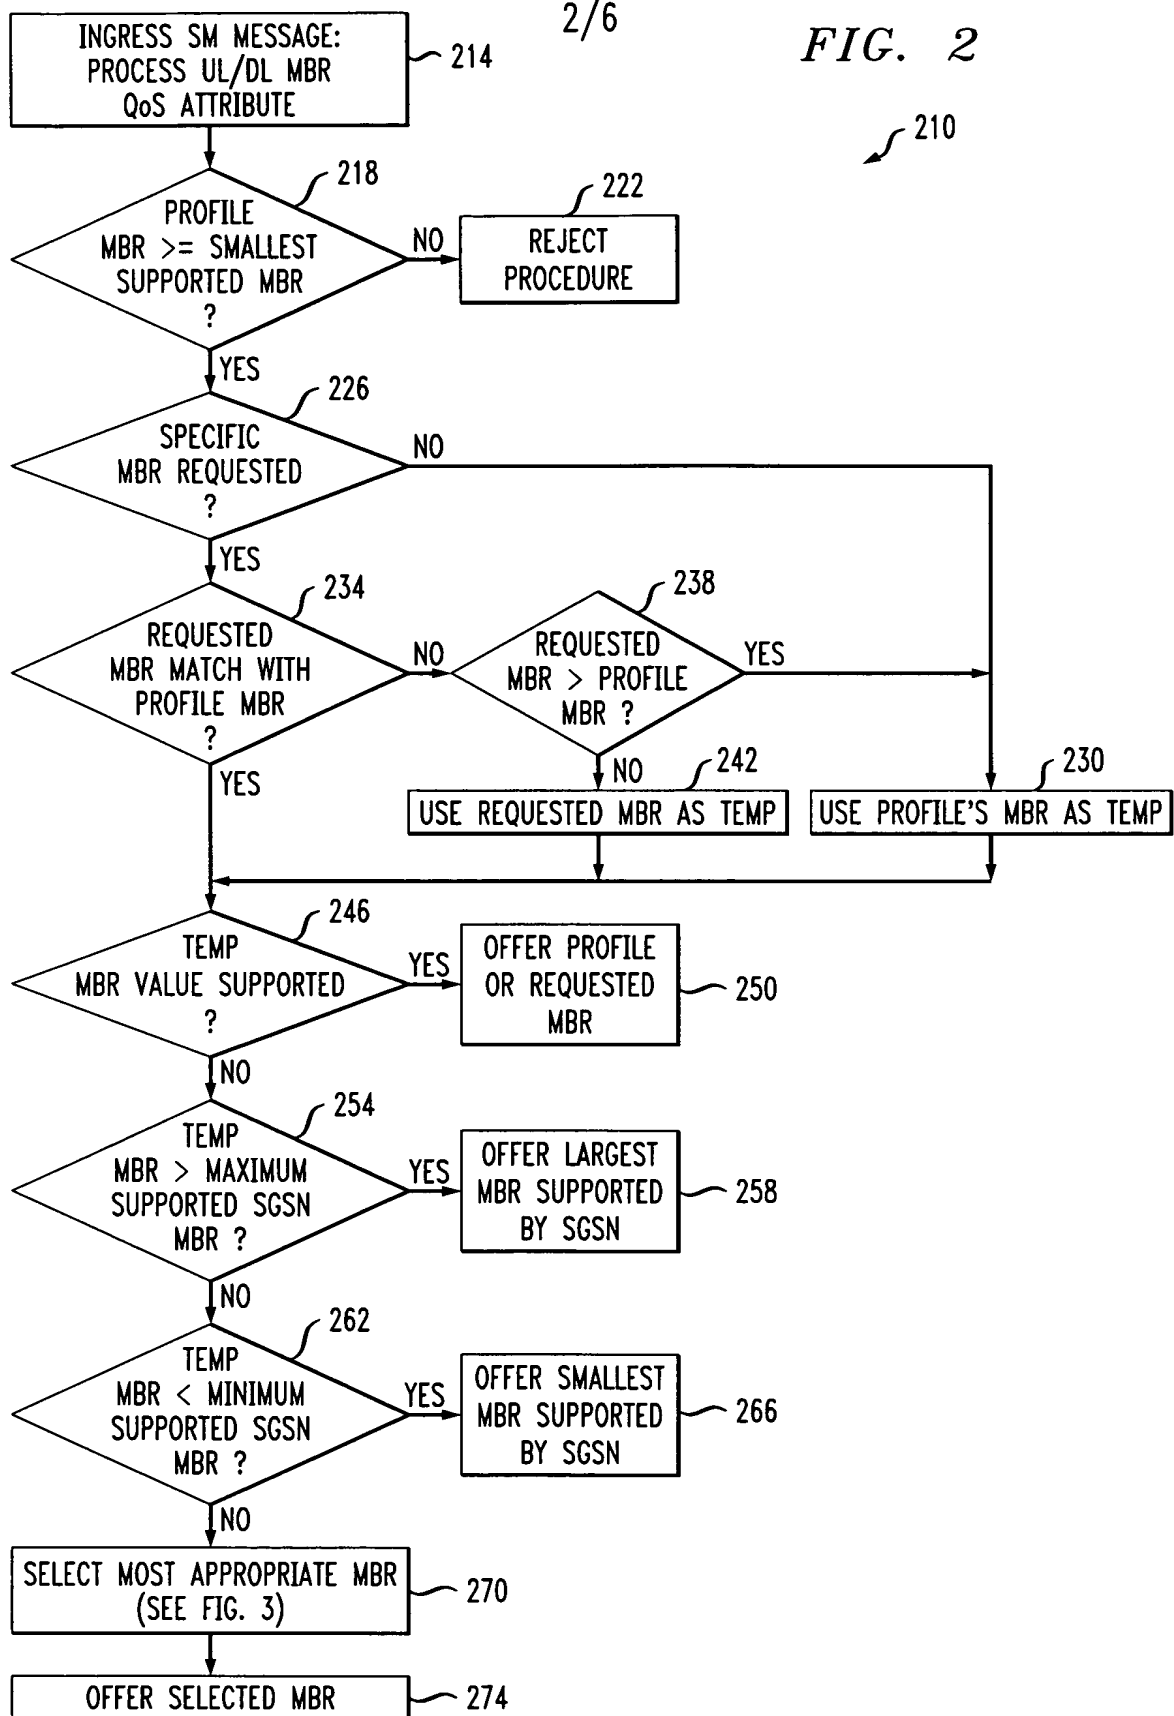 2/6
FIG. 2
210
INGRESS SM MESSAGE:
PROCESS UL/DL MBR
QoS ATTRIBUTE
214
PROFILE
MBR >= SMALLEST
SUPPORTED MBR
?
218
NO
REJECT
PROCEDURE
222
YES
SPECIFIC
MBR REQUESTED
?
226
NO
YES
REQUESTED
MBR MATCH WITH
PROFILE MBR
?
234
NO
REQUESTED
MBR > PROFILE
MBR ?
238
YES
NO
USE REQUESTED MBR AS TEMP
242
USE PROFILE'S MBR AS TEMP
230
YES
TEMP
MBR VALUE SUPPORTED
?
246
YES
OFFER PROFILE
OR REQUESTED
MBR
250
NO
TEMP
MBR > MAXIMUM
SUPPORTED SGSN
MBR ?
254
YES
OFFER LARGEST
MBR SUPPORTED
BY SGSN
258
NO
TEMP
MBR < MINIMUM
SUPPORTED SGSN
MBR ?
262
YES
OFFER SMALLEST
MBR SUPPORTED
BY SGSN
266
NO
SELECT MOST APPROPRIATE MBR
(SEE FIG. 3)
270
OFFER SELECTED MBR
274